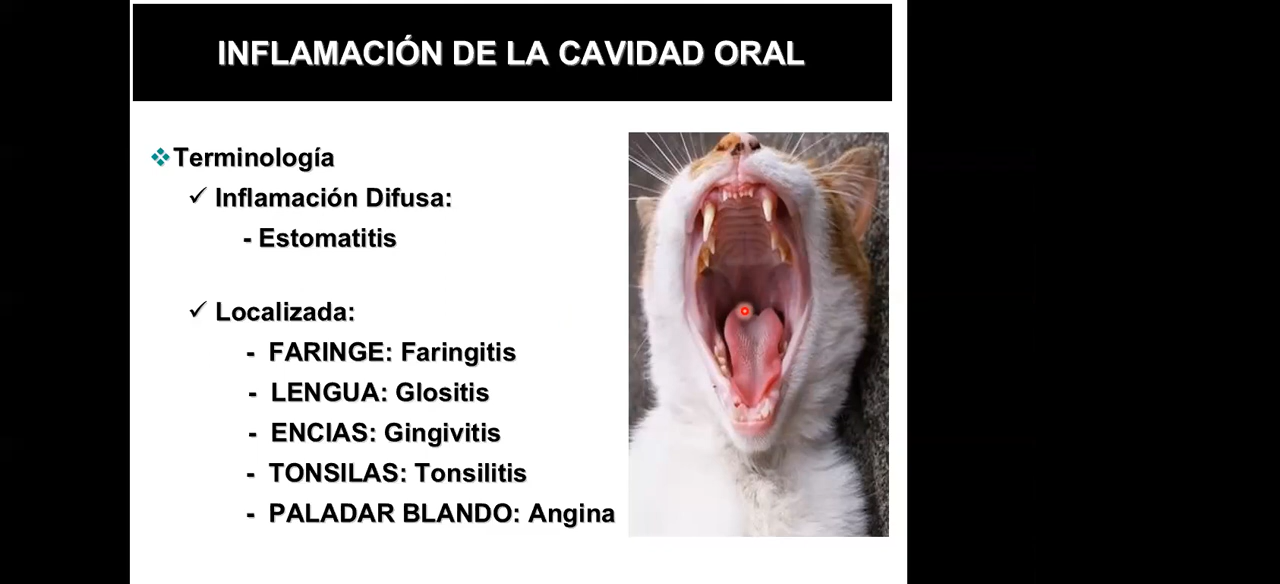 INFLAMACIÓN DE LA CAVIDAD ORAL
Terminología
Inflamación Difusa:
- Estomatitis
Localizada:
- FARINGE: Faringitis
- LENGUA: Glositis
- ENCIAS: Gingivitis
- TONSILAS: Tonsilitis
- PALADAR BLANDO: Angina